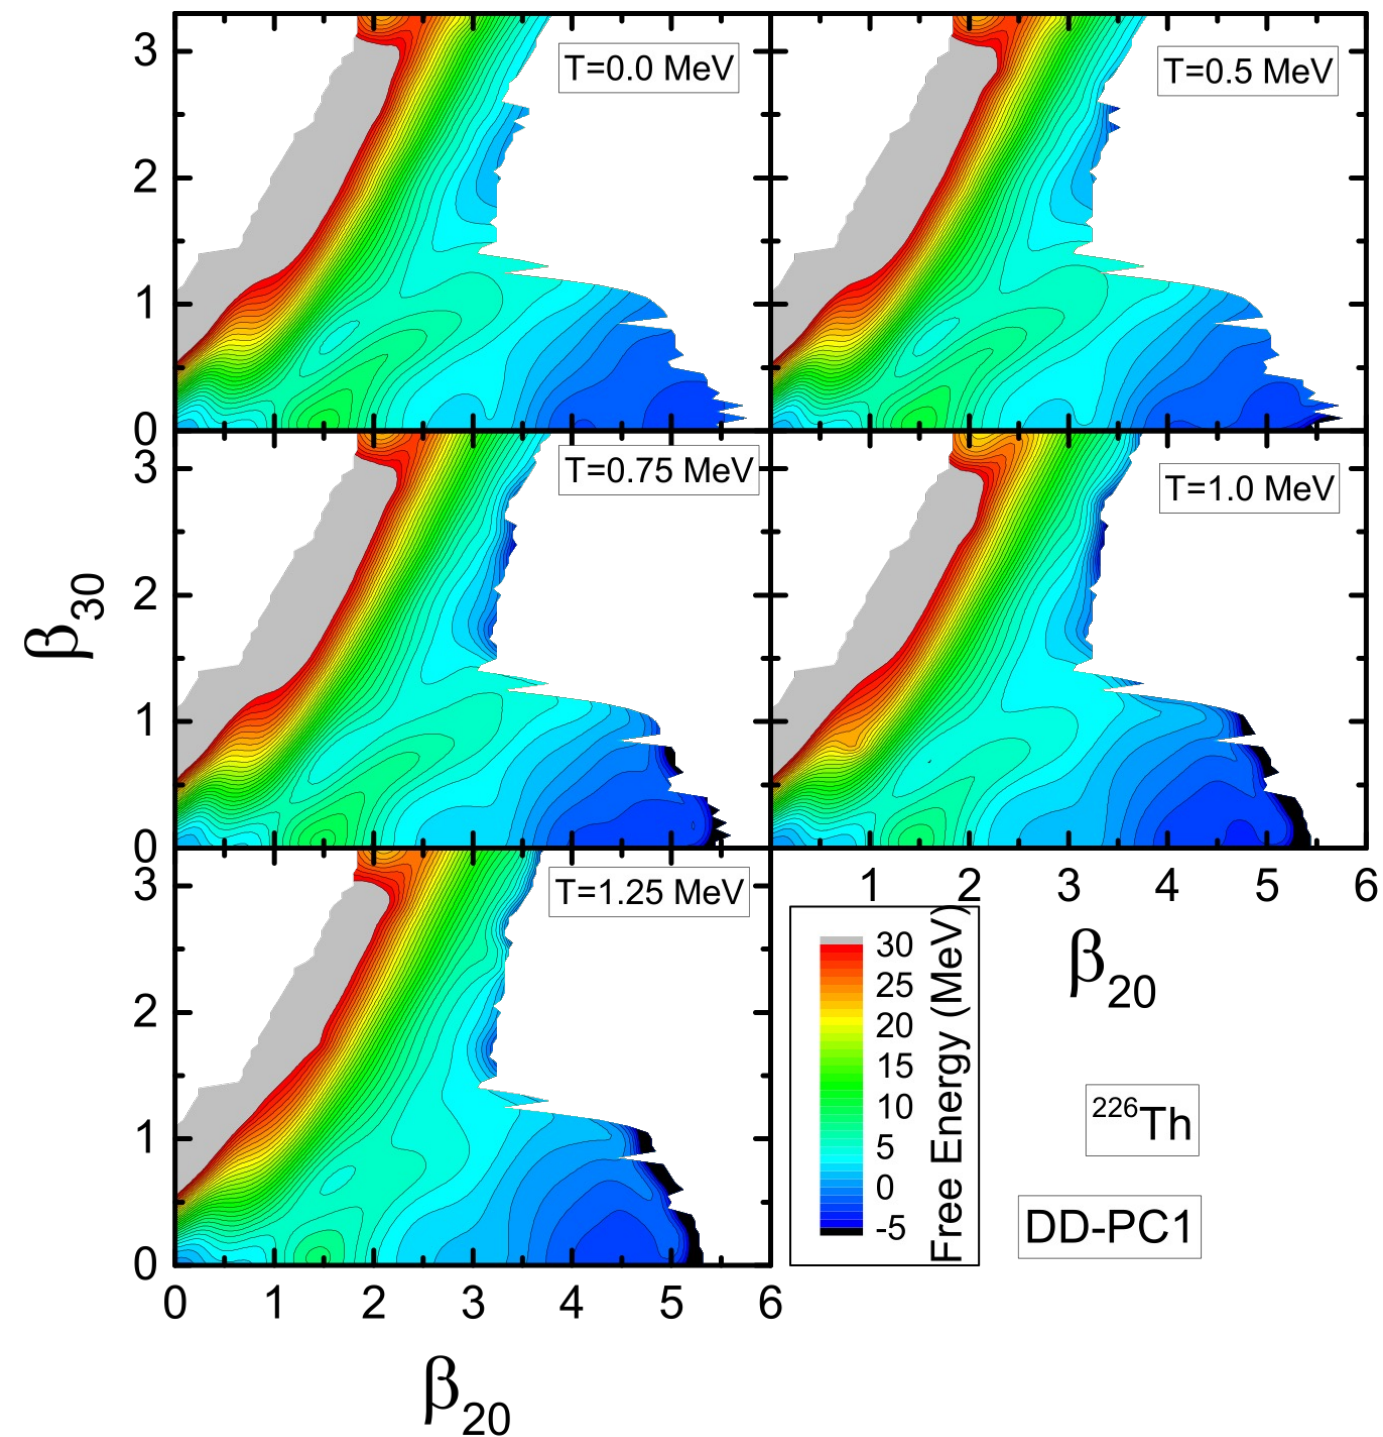 T=0.0 MeV
T=0.5 MeV
3
2
1
0
T=0.75 MeV
T=1.0 MeV
3
2
1
0
β30
1 2 3 4 5 6
β20
T=1.25 MeV
3
2
1
0
0 1 2 3 4 5 6
β20
30
25
20
15
10
5
0
-5
Free Energy (MeV)
226Th
DD-PC1